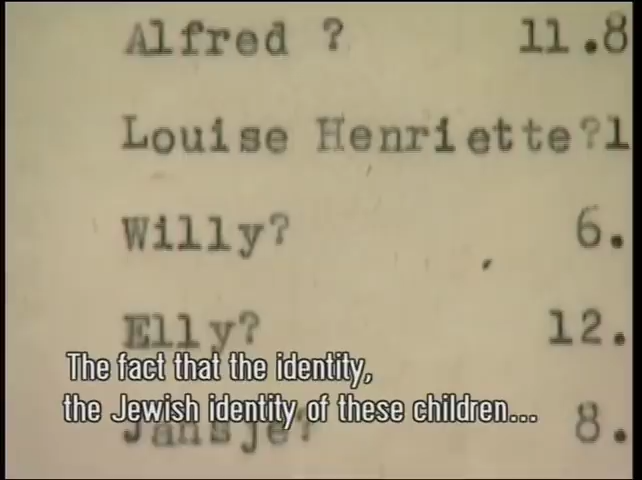 Alfred ? 11.8
Louise Henriette?1
Willy? 6.
Elly? 12.
The fact that the identity,
the Jewish identity of these children...
Jansje? 8.